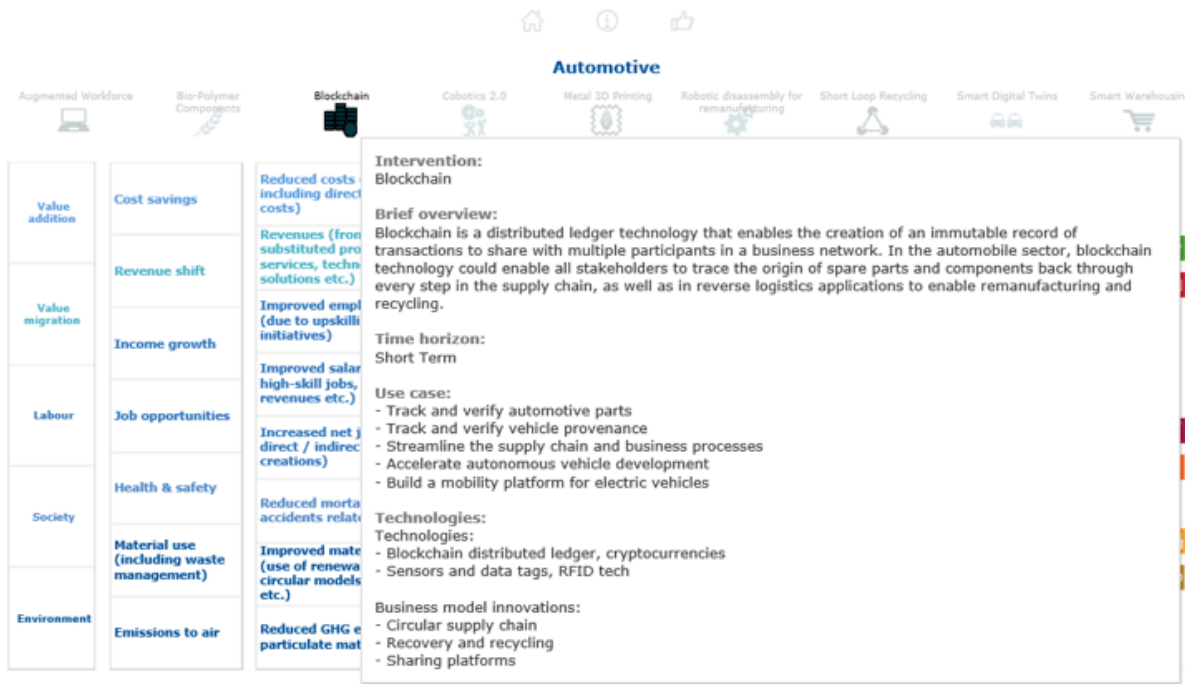 Automotive
Augmented Workforce
Bio-Polymer
Components
Blockchain
Cobotics 2.0
Metal 3D Printing
Robotic disassembly for
remanufacturing
Short Loop Recycling
Smart Digital Twins
Smart Warehousin
Value
addition
Value
migration
Labour
Society
Environment
Cost savings
Revenue shift
Income growth
Job opportunities
Health & safety
Material use
(including waste
management)
Emissions to air
Reduced costs
including direct
costs)
Revenues (from
substituted pro
services, techn
solutions etc.)
Improved empl
(due to upskilli
initiatives)
Improved salar
high-skill jobs,
revenues etc.)
Increased net j
direct / indirec
creations)
Reduced morta
accidents relate
Improved mate
(use of renewa
circular models
etc.)
Reduced GHG e
particulate mat
Intervention:
Blockchain
Brief overview:
Blockchain is a distributed ledger technology that enables the creation of an immutable record of
transactions to share with multiple participants in a business network. In the automobile sector, blockchain
technology could enable all stakeholders to trace the origin of spare parts and components back through
every step in the supply chain, as well as in reverse logistics applications to enable remanufacturing and
recycling.
Time horizon:
Short Term
Use case:
- Track and verify automotive parts
- Track and verify vehicle provenance
- Streamline the supply chain and business processes
- Accelerate autonomous vehicle development
- Build a mobility platform for electric vehicles
Technologies:
Technologies:
- Blockchain distributed ledger, cryptocurrencies
- Sensors and data tags, RFID tech
Business model innovations:
- Circular supply chain
- Recovery and recycling
- Sharing platforms